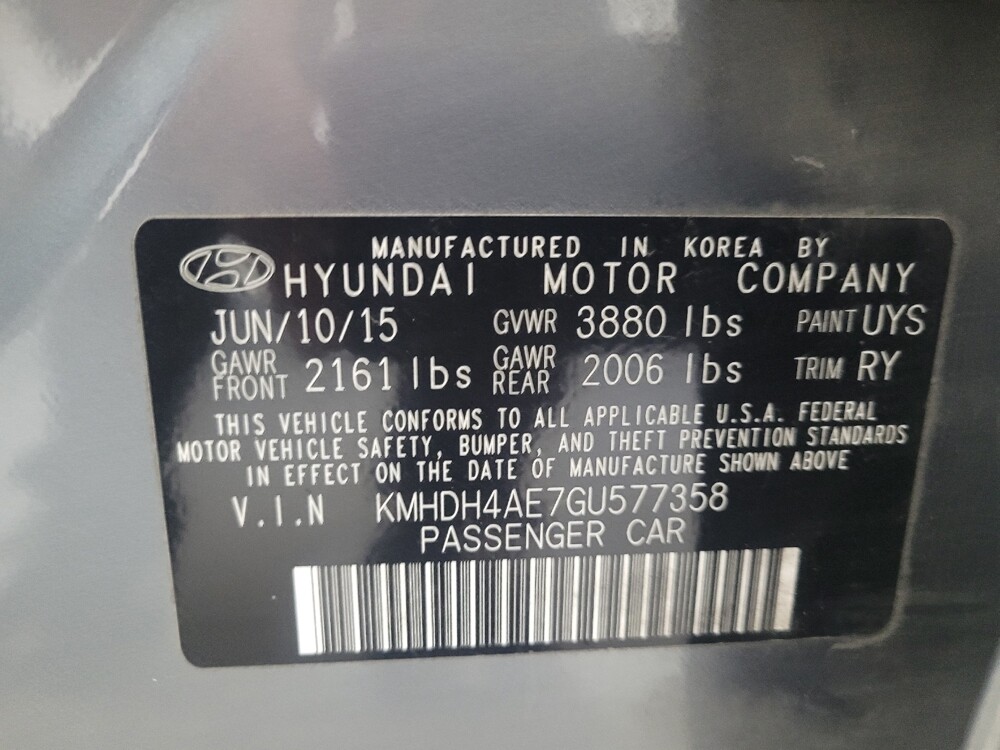 MANUFACTURED IN KOREA BY
HYUNDAI MOTOR COMPANY
JUN/10/15 GVWR 3880 lbs PAINT UYS
GAWR FRONT 2161 lbs GAWR REAR 2006 lbs TRIM RY
THIS VEHICLE CONFORMS TO ALL APPLICABLE U.S.A. FEDERAL
MOTOR VEHICLE SAFETY, BUMPER, AND THEFT PREVENTION STANDARDS
IN EFFECT ON THE DATE OF MANUFACTURE SHOWN ABOVE
V.I.N KMHDH4AE7GU577358
PASSENGER CAR